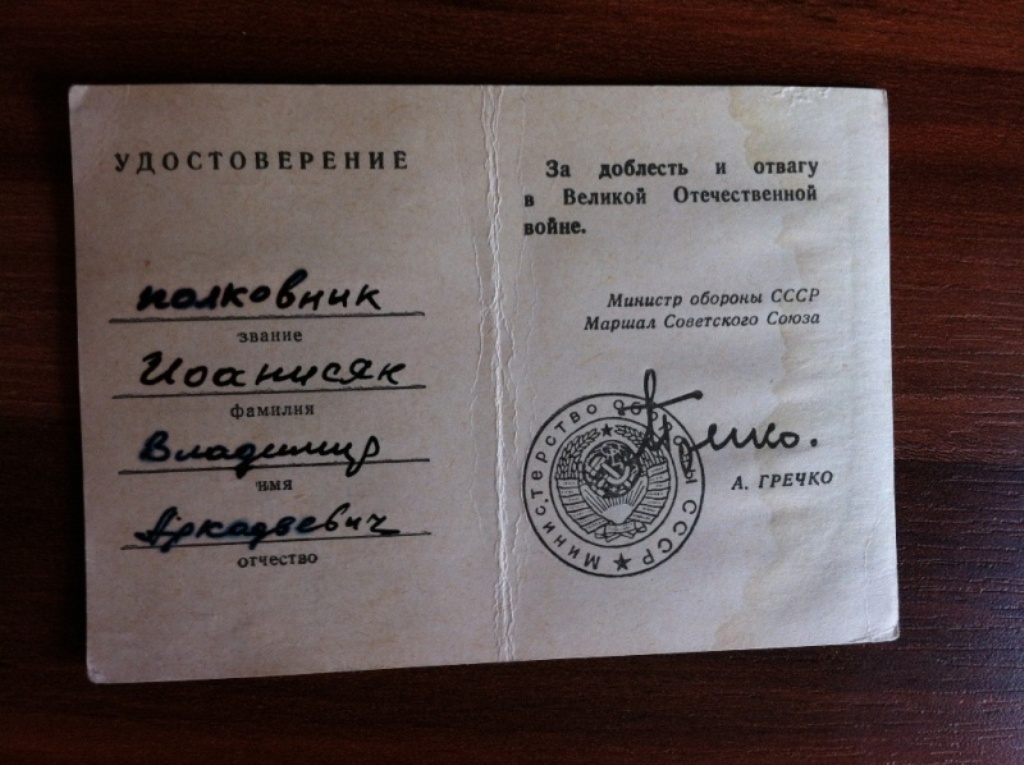 УДОСТОВЕРЕНИЕ
полковник
звание
Иоанисяк
фамилия
Владимир
имя
Аркадьевич
отчество
За доблесть и отвагу
в Великой Отечественной
войне.
Министр обороны СССР
Маршал Советского Союза
Министерство Обороны СССР
А. ГРЕЧКО